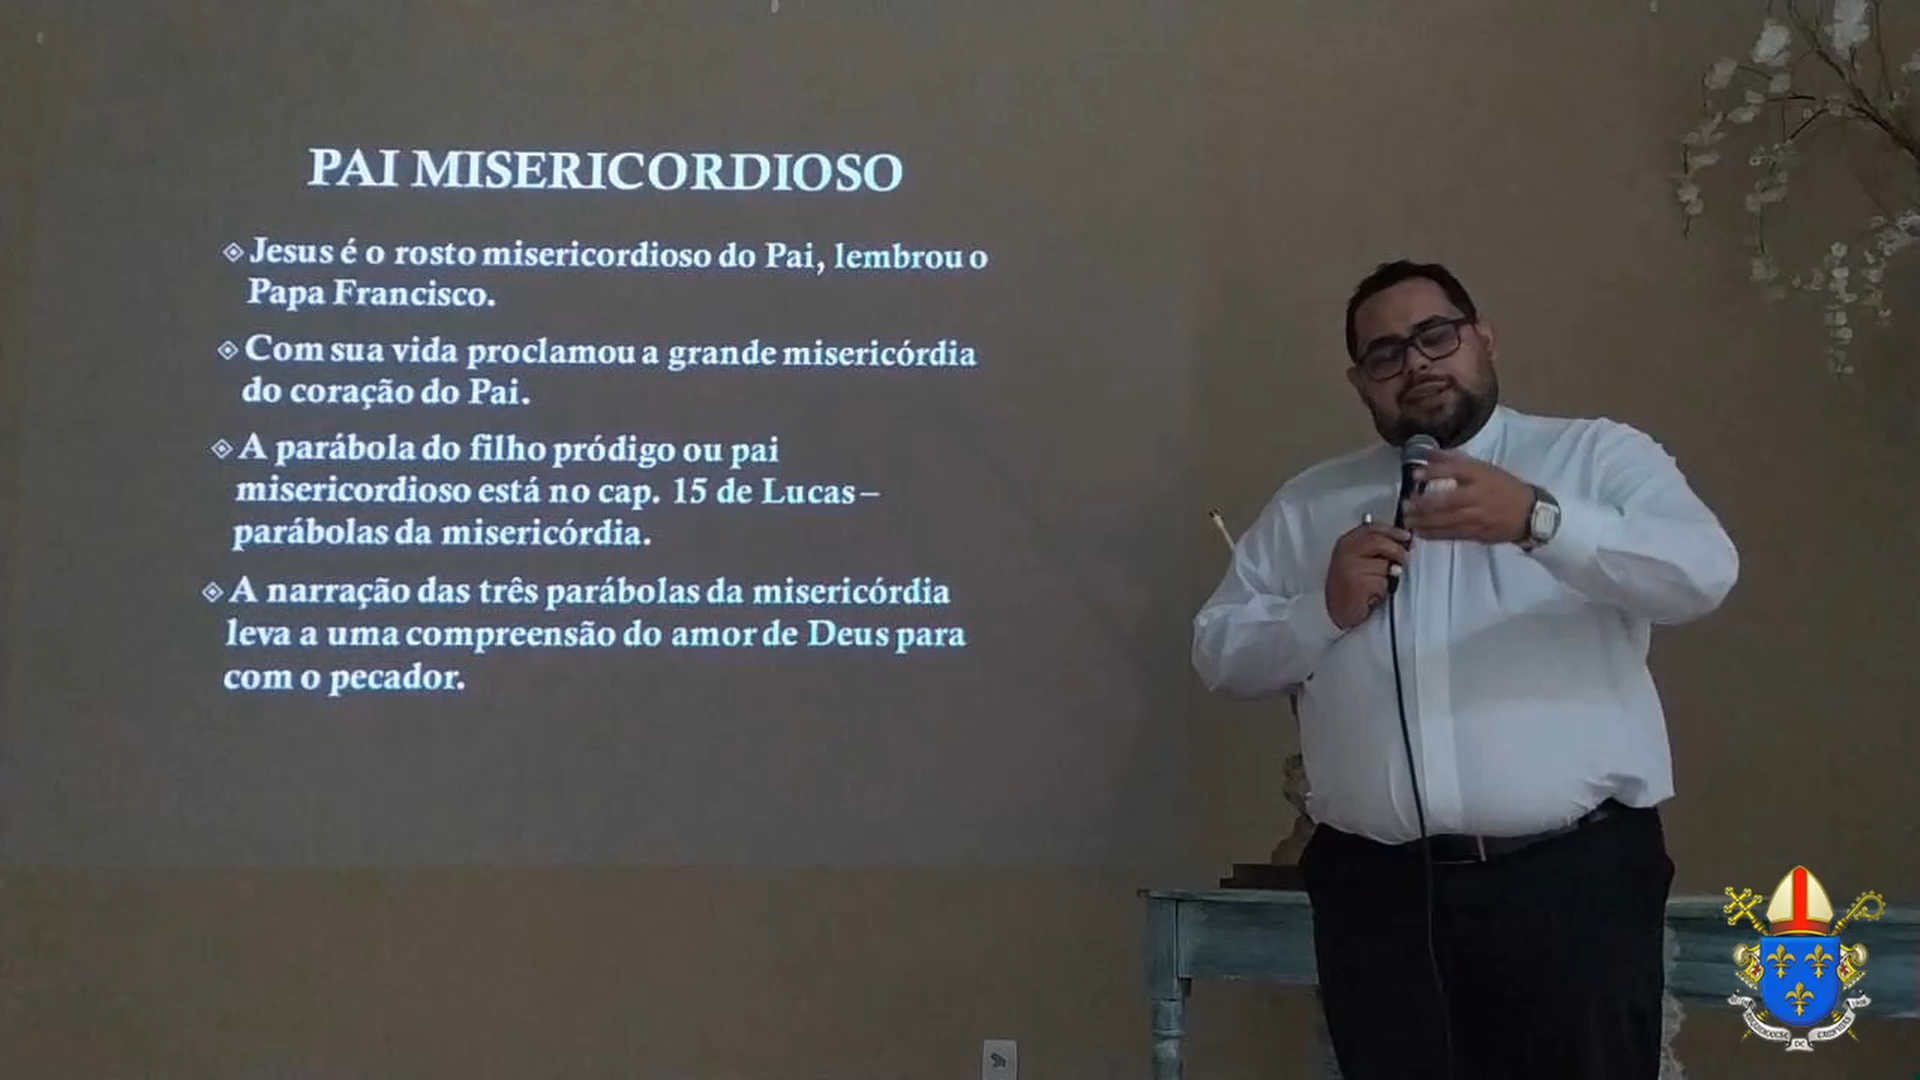 PAI MISERICORDIOSO
Jesus é o rosto misericordioso do Pai, lembrou o
Papa Francisco.
Com sua vida proclamou a grande misericórdia
do coração do Pai.
A parábola do filho pródigo ou pai
misericordioso está no cap. 15 de Lucas –
parábolas da misericórdia.
A narração das três parábolas da misericórdia
leva a uma compreensão do amor de Deus para
com o pecador.